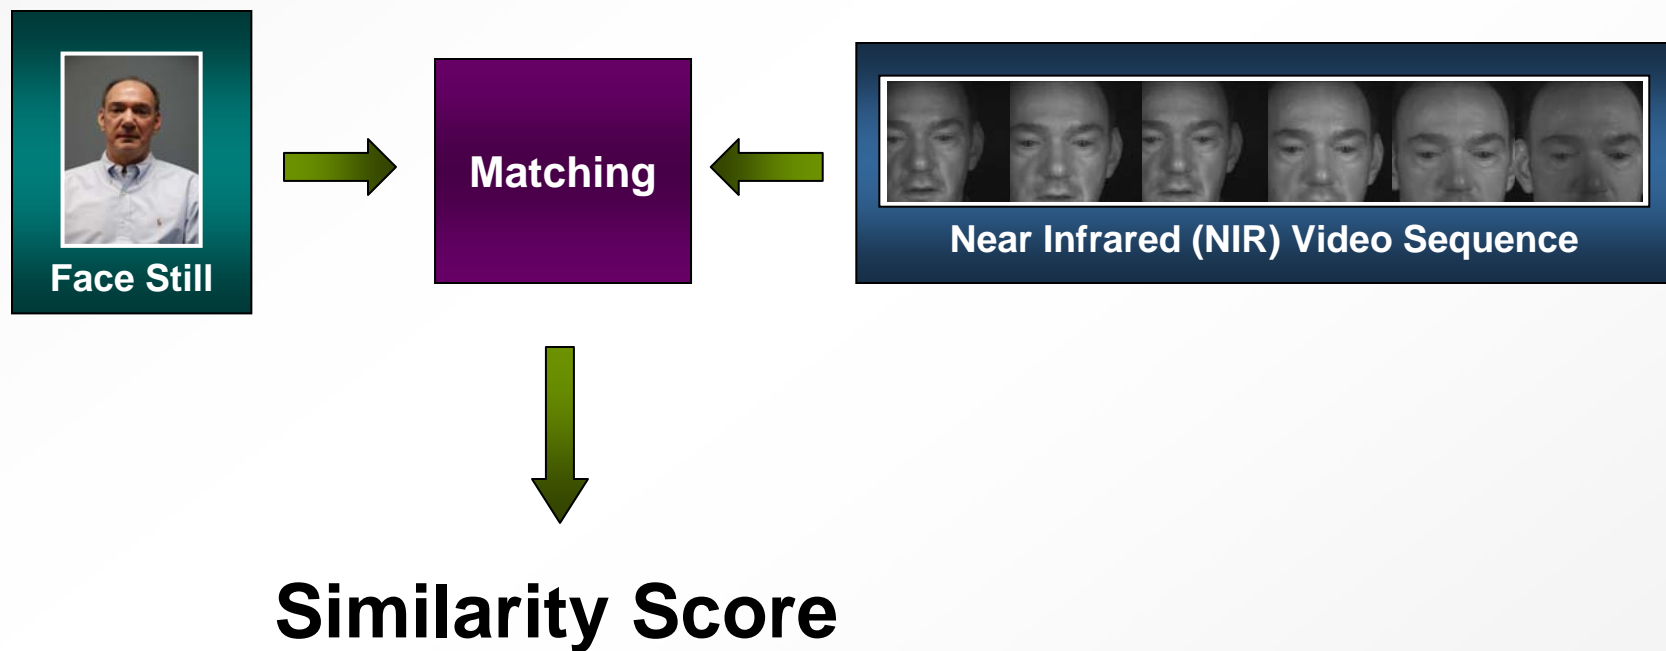 Face Still
Matching
Near Infrared (NIR) Video Sequence
Similarity Score